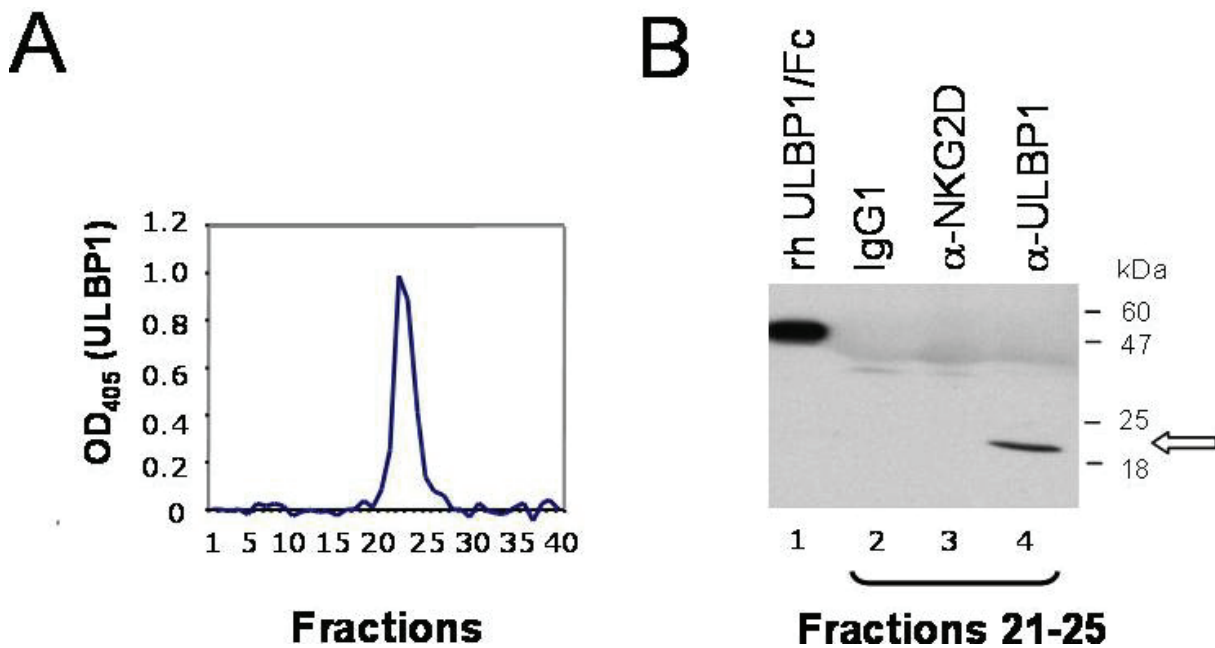 A
OD405 (ULBP1)
1.2
1.0
0.8
0.6
0.4
0.2
0
1 5 10 15 20 25 30 35 40
Fractions
B
rh ULBP1/Fc
IgG1
α-NKG2D
α-ULBP1
kDa
60
47
25
18
1 2 3 4
Fractions 21-25